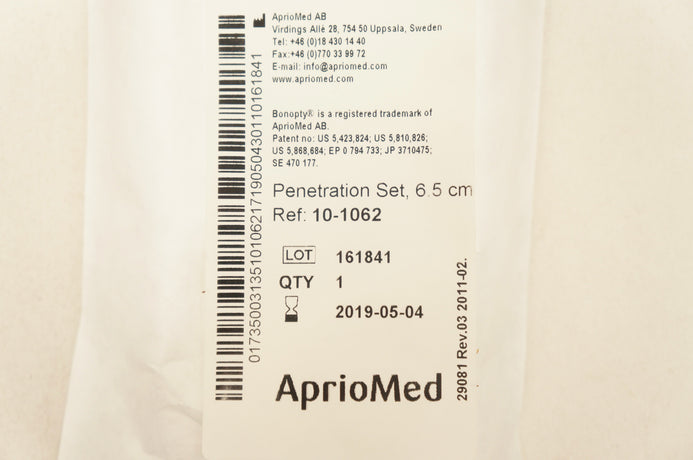 AprioMed AB
Virdings Allé 28, 754 50 Uppsala, Sweden
Tel: +46 (0)18 430 14 40
Fax:+46 (0)770 33 99 72
E-mail: info@apriomed.com
www.apriomed.com
Bonopty® is a registered trademark of
AprioMed AB.
Patent no: US 5,423,824; US 5,810,826;
US 5,868,684; EP 0 794 733; JP 3710475;
SE 470 177.
Penetration Set, 6.5 cm
Ref: 10-1062
LOT 161841
QTY 1
2019-05-04
AprioMed
29081 Rev.03 2011-02.
017350031351010621719050430110161841